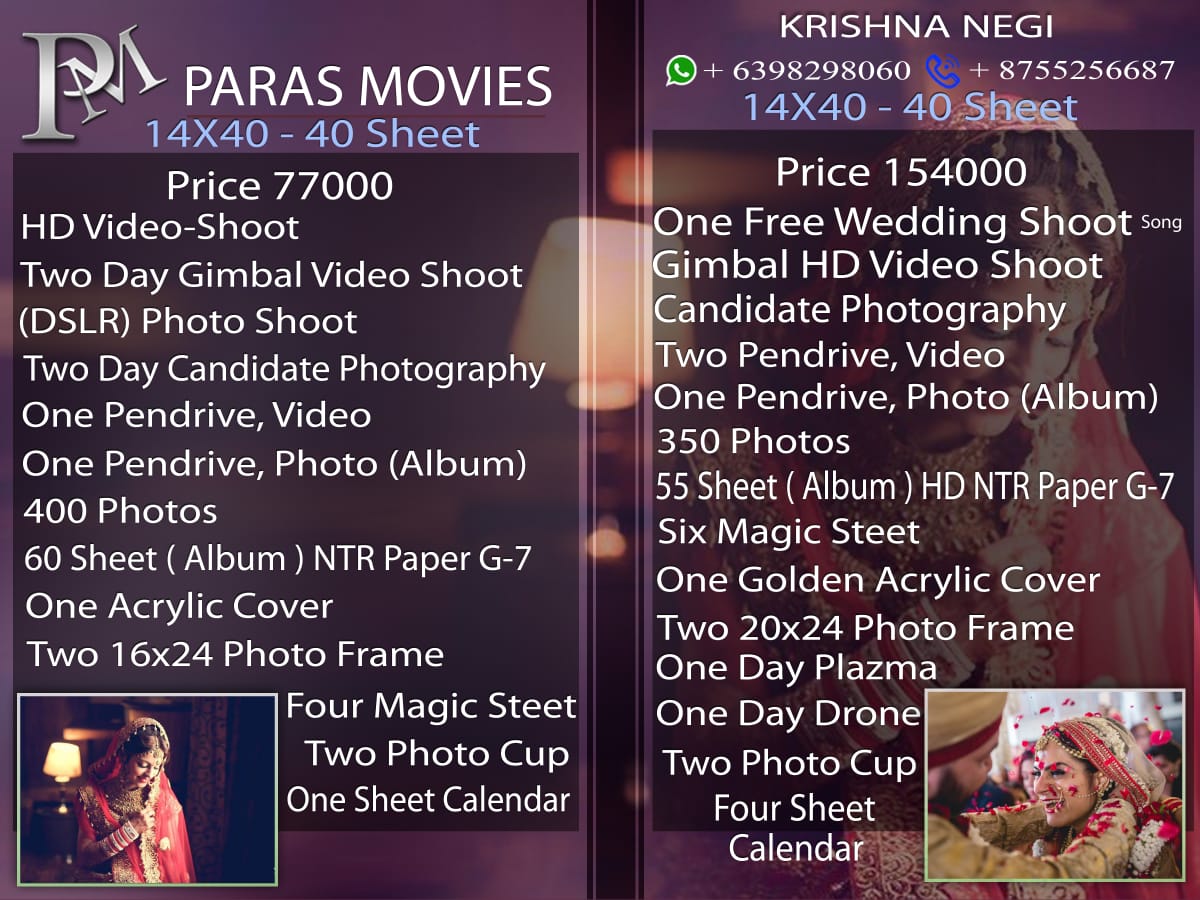 PM
PARAS MOVIES
14X40 - 40 Sheet
Price 77000
HD Video-Shoot
Two Day Gimbal Video Shoot
(DSLR) Photo Shoot
Two Day Candidate Photography
One Pendrive, Video
One Pendrive, Photo (Album)
400 Photos
60 Sheet ( Album ) NTR Paper G-7
One Acrylic Cover
Two 16x24 Photo Frame
Four Magic Steet
Two Photo Cup
One Sheet Calendar
KRISHNA NEGI
+ 6398298060 + 8755256687
14X40 - 40 Sheet
Price 154000
One Free Wedding Shoot Song
Gimbal HD Video Shoot
Candidate Photography
Two Pendrive, Video
One Pendrive, Photo (Album)
350 Photos
55 Sheet ( Album ) HD NTR Paper G-7
Six Magic Steet
One Golden Acrylic Cover
Two 20x24 Photo Frame
One Day Plazma
One Day Drone
Two Photo Cup
Four Sheet
Calendar